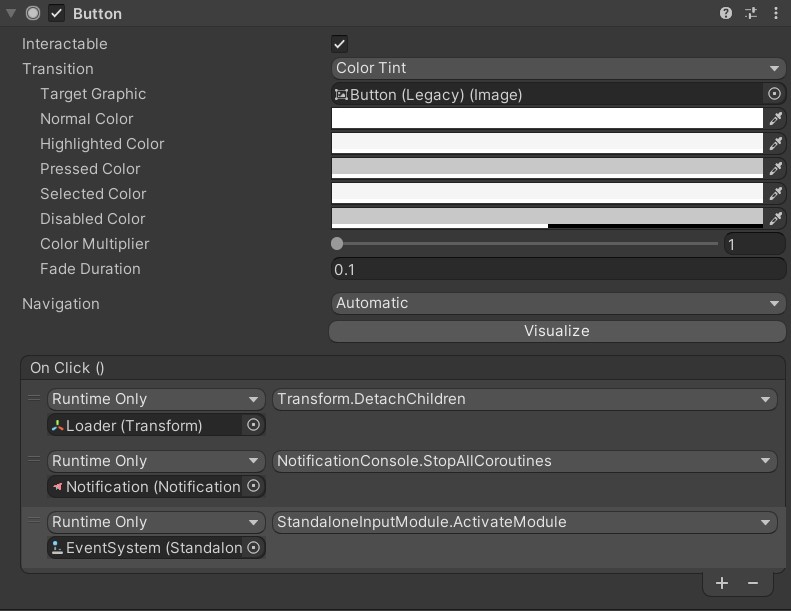 Button
Interactable
Transition Color Tint
Target Graphic Button (Legacy) (Image)
Normal Color
Highlighted Color
Pressed Color
Selected Color
Disabled Color
Color Multiplier 1
Fade Duration 0.1
Navigation Automatic
Visualize
On Click ()
Runtime Only Transform.DetachChildren
Loader (Transform)
Runtime Only NotificationConsole.StopAllCoroutines
Notification (Notification
Runtime Only StandaloneInputModule.ActivateModule
EventSystem (Standalon